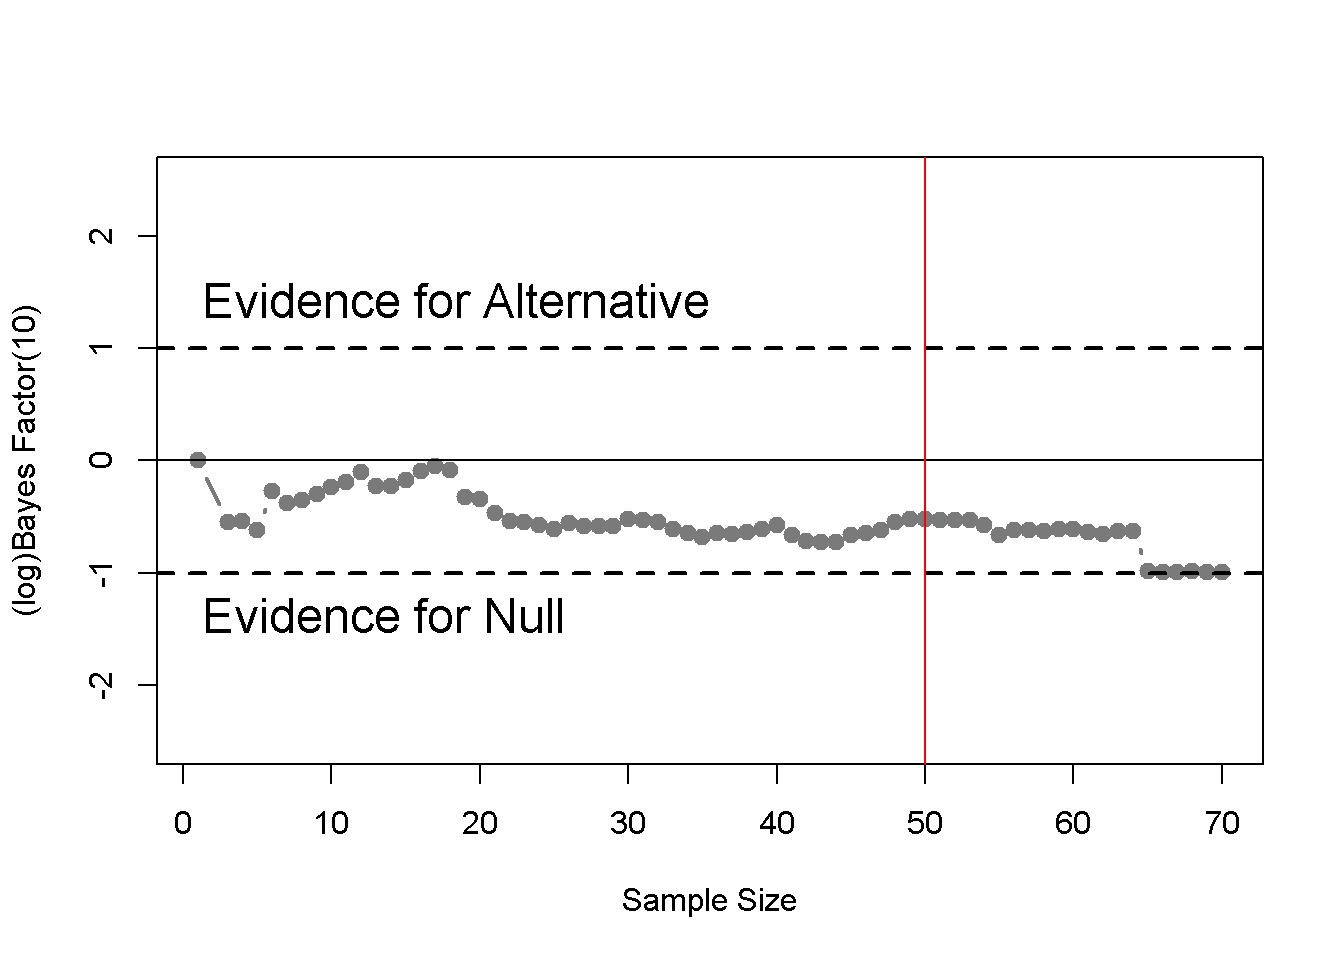 2
Evidence for Alternative
1
(log)Bayes Factor(10)
0
-1
Evidence for Null
-2
0 10 20 30 40 50 60 70
Sample Size